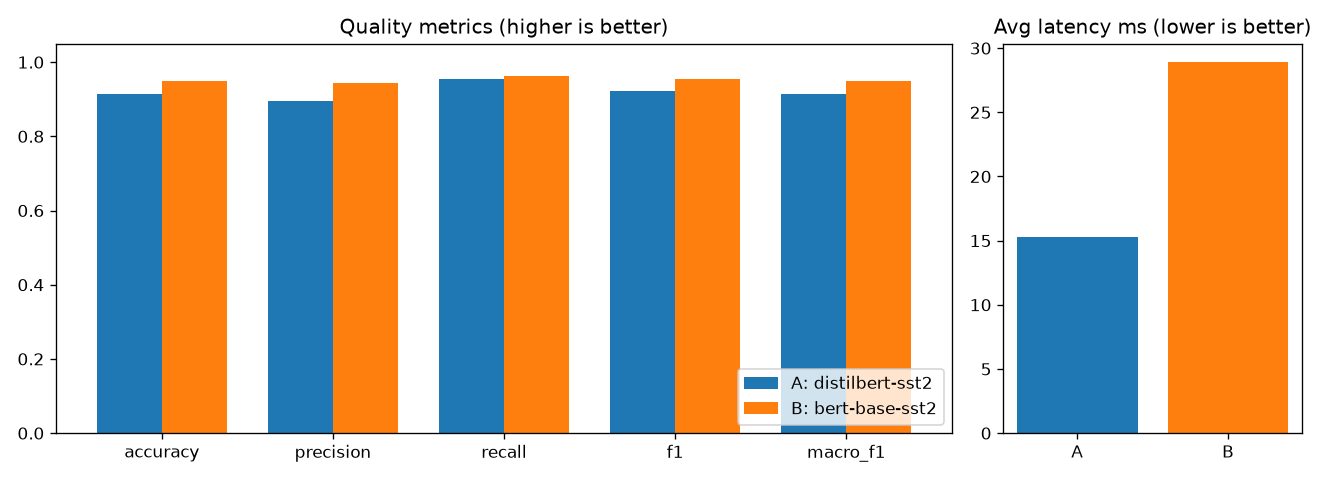 Quality metrics (higher is better)
1.0
0.8
0.6
0.4
0.2
0.0
accuracy
precision
recall
f1
macro_f1
A: distilbert-sst2
B: bert-base-sst2
Avg latency ms (lower is better)
30
25
20
15
10
5
0
A
B